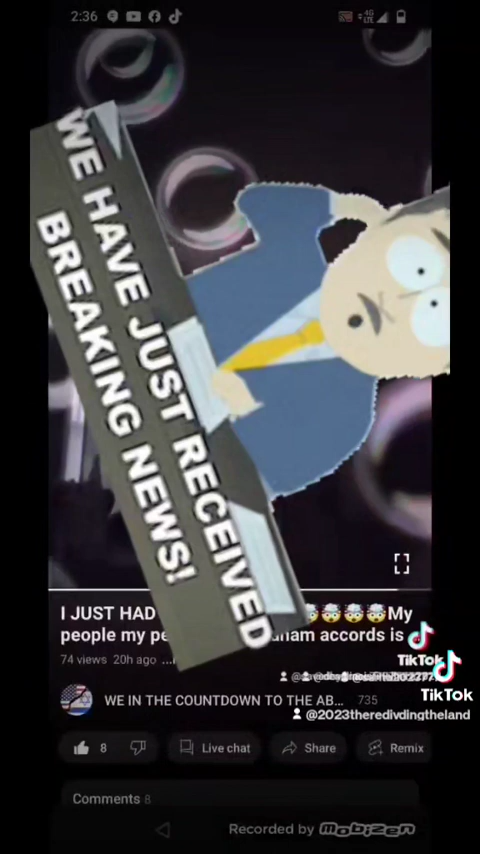 2:36
4G
LTE
WE HAVE JUST RECEIVED
BREAKING NEWS!
I JUST HAD 🤯🤯🤯🤯My
people my accords is
74 views 20h ago ...
TikTok
TikTok
WE IN THE COUNTDOWN TO THE AB... 735
@2023theredivdingtheland
8 Live chat Share Remix
Comments 8
Recorded by mobizen